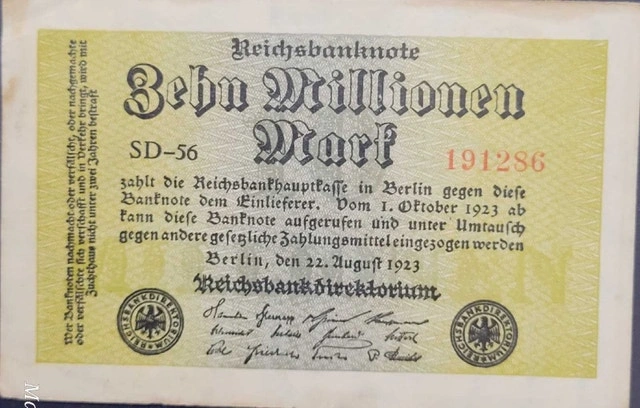 Reichsbanknote
Zehn Millionen
Mark
SD-56
191286
zahlt die Reichsbankhauptkasse in Berlin gegen diese
Banknote dem Einlieferer. Vom 1. Oktober 1923 ab
kann diese Banknote aufgerufen und unter Umtausch
gegen andere gesetzliche Zahlungsmittel eingezogen werden
Berlin, den 22. August 1923
Reichsbankdirektorium
REICHSBANKDIREKTORIUM
REICHSBANKDIREKTORIUM
Wer Banknoten nachmacht oder verfälscht, oder nachgemachte
oder verfälschte sich verschafft und in Verkehr bringt, wird mit
Zuchthaus nicht unter zwei Jahren bestraft